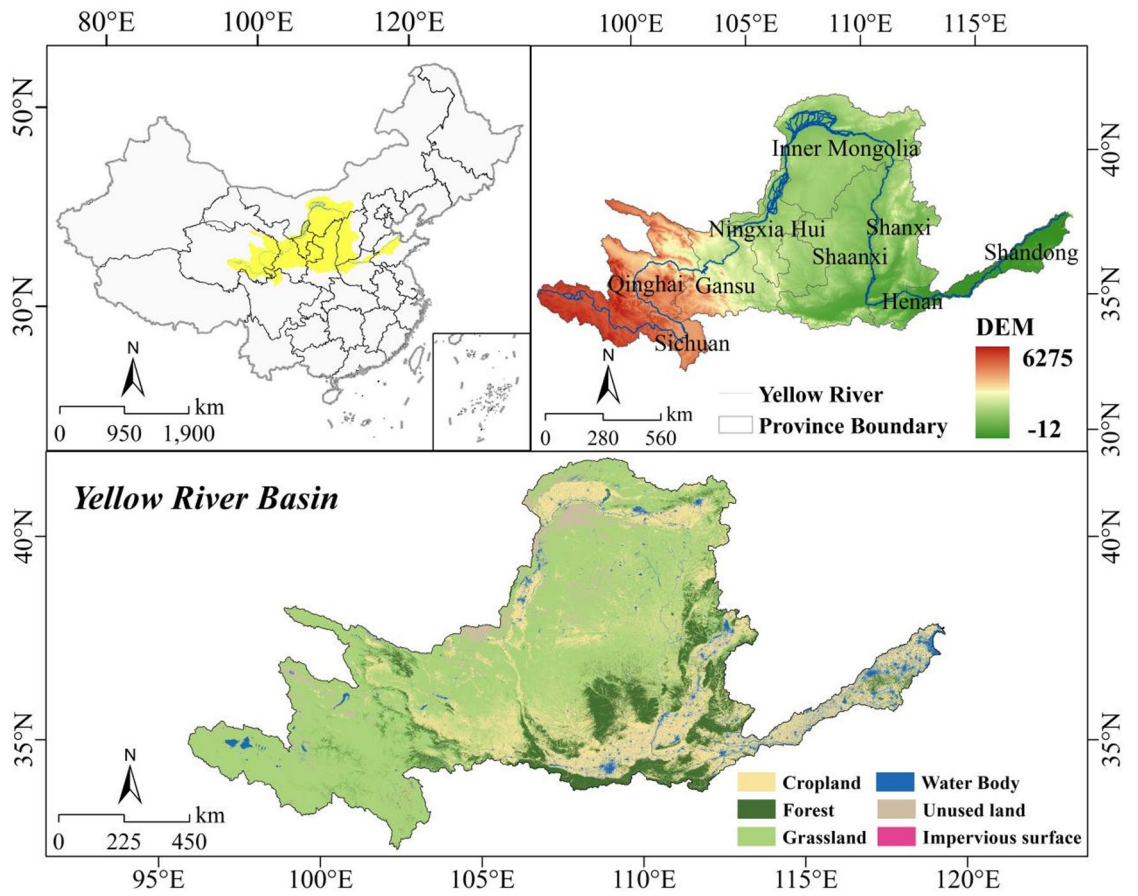 80°E 100°E 120°E
50°N
30°N
N
km
0 950 1,900
100°E 105°E 110°E 115°E
40°N
35°N
30°N
Inner Mongolia
Ningxia Hui
Shanxi
Shaanxi
Shandong
Qinghai
Gansu
Henan
Sichuan
N
km
0 280 560
Yellow River
Province Boundary
DEM
6275
-12
Yellow River Basin
40°N
35°N
40°N
35°N
N
km
0 225 450
Cropland
Forest
Grassland
Water Body
Unused land
Impervious surface
95°E 100°E 105°E 110°E 115°E 120°E